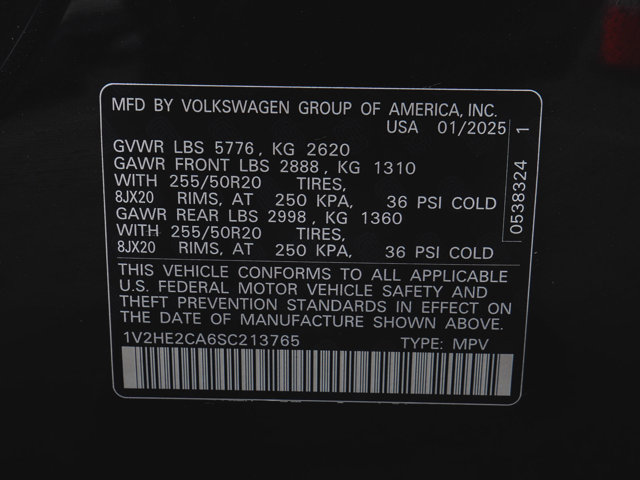 MFD BY VOLKSWAGEN GROUP OF AMERICA, INC.
USA 01/2025
GVWR LBS 5776, KG 2620
GAWR FRONT LBS 2888, KG 1310
WITH 255/50R20 TIRES,
8JX20 RIMS, AT 250 KPA, 36 PSI COLD
GAWR REAR LBS 2998, KG 1360
WITH 255/50R20 TIRES,
8JX20 RIMS, AT 250 KPA, 36 PSI COLD
THIS VEHICLE CONFORMS TO ALL APPLICABLE
U.S. FEDERAL MOTOR VEHICLE SAFETY AND
THEFT PREVENTION STANDARDS IN EFFECT ON
THE DATE OF MANUFACTURE SHOWN ABOVE.
1V2HE2CA6SC213765 TYPE: MPV
0538324 1